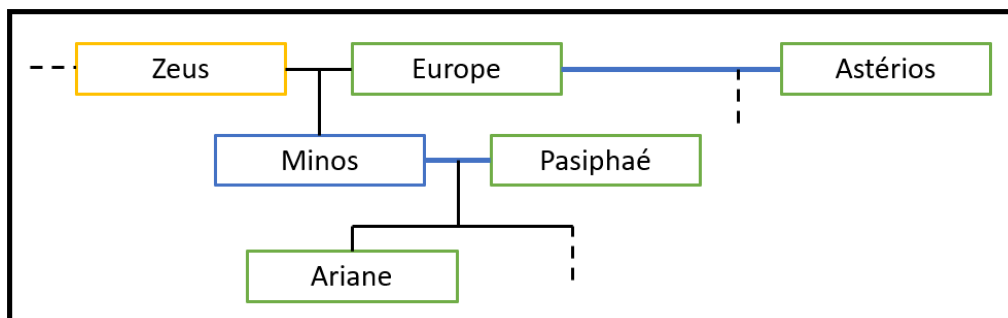 Zeus
Europe
Astérios
Minos
Pasiphaé
Ariane